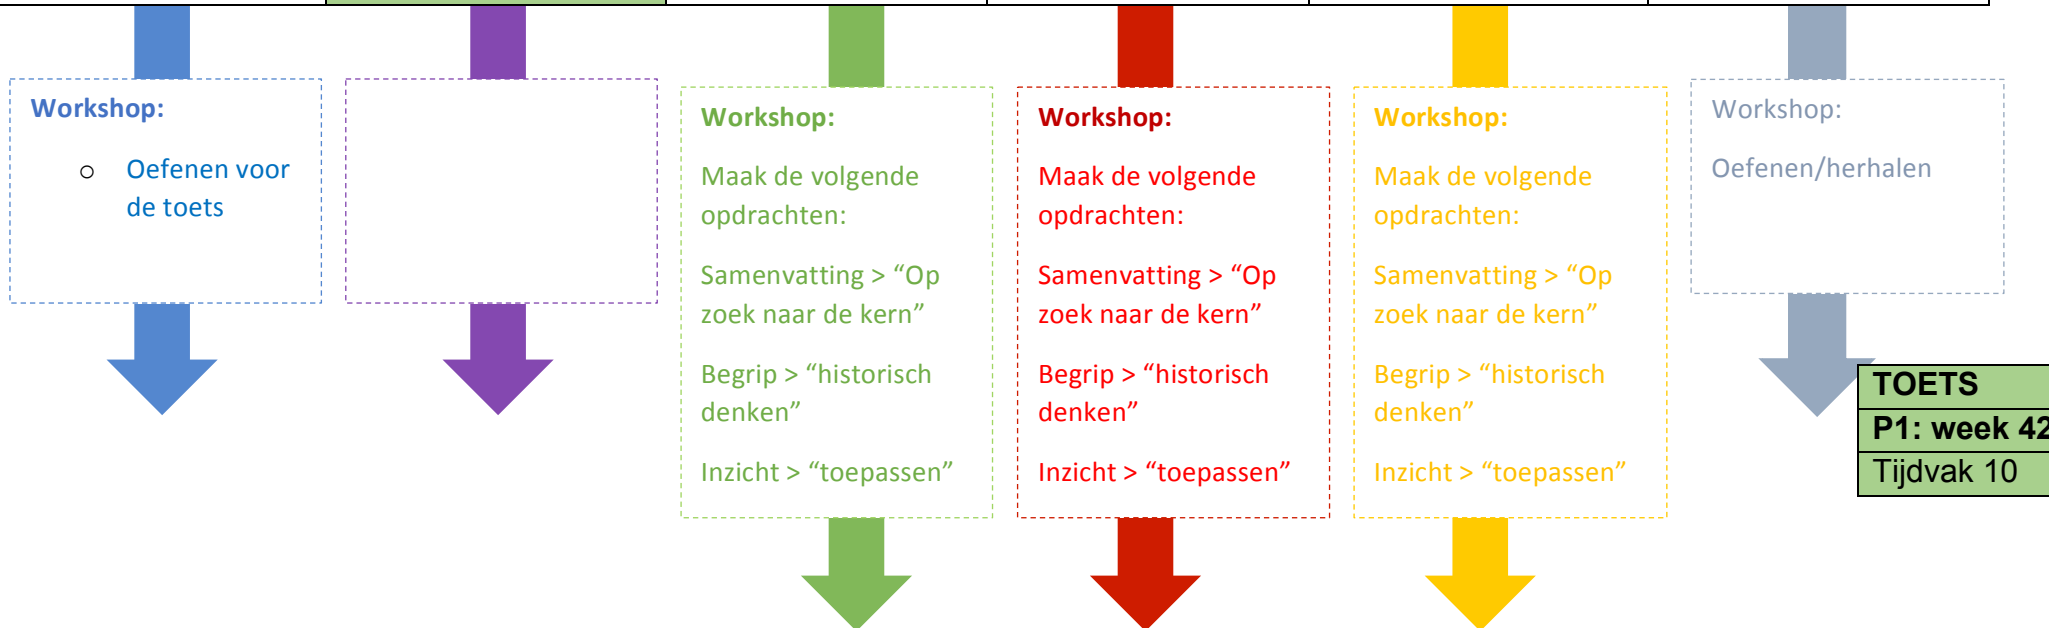 Workshop:
o Oefenen voor
de toets
Workshop:
Maak de volgende
opdrachten:
Samenvatting > “Op
zoek naar de kern”
Begrip > “historisch
denken”
Inzicht > “toepassen”
Workshop:
Maak de volgende
opdrachten:
Samenvatting > “Op
zoek naar de kern”
Begrip > “historisch
denken”
Inzicht > “toepassen”
Workshop:
Maak de volgende
opdrachten:
Samenvatting > “Op
zoek naar de kern”
Begrip > “historisch
denken”
Inzicht > “toepassen”
Workshop:
Oefenen/herhalen
TOETS
P1: week 42
Tijdvak 10